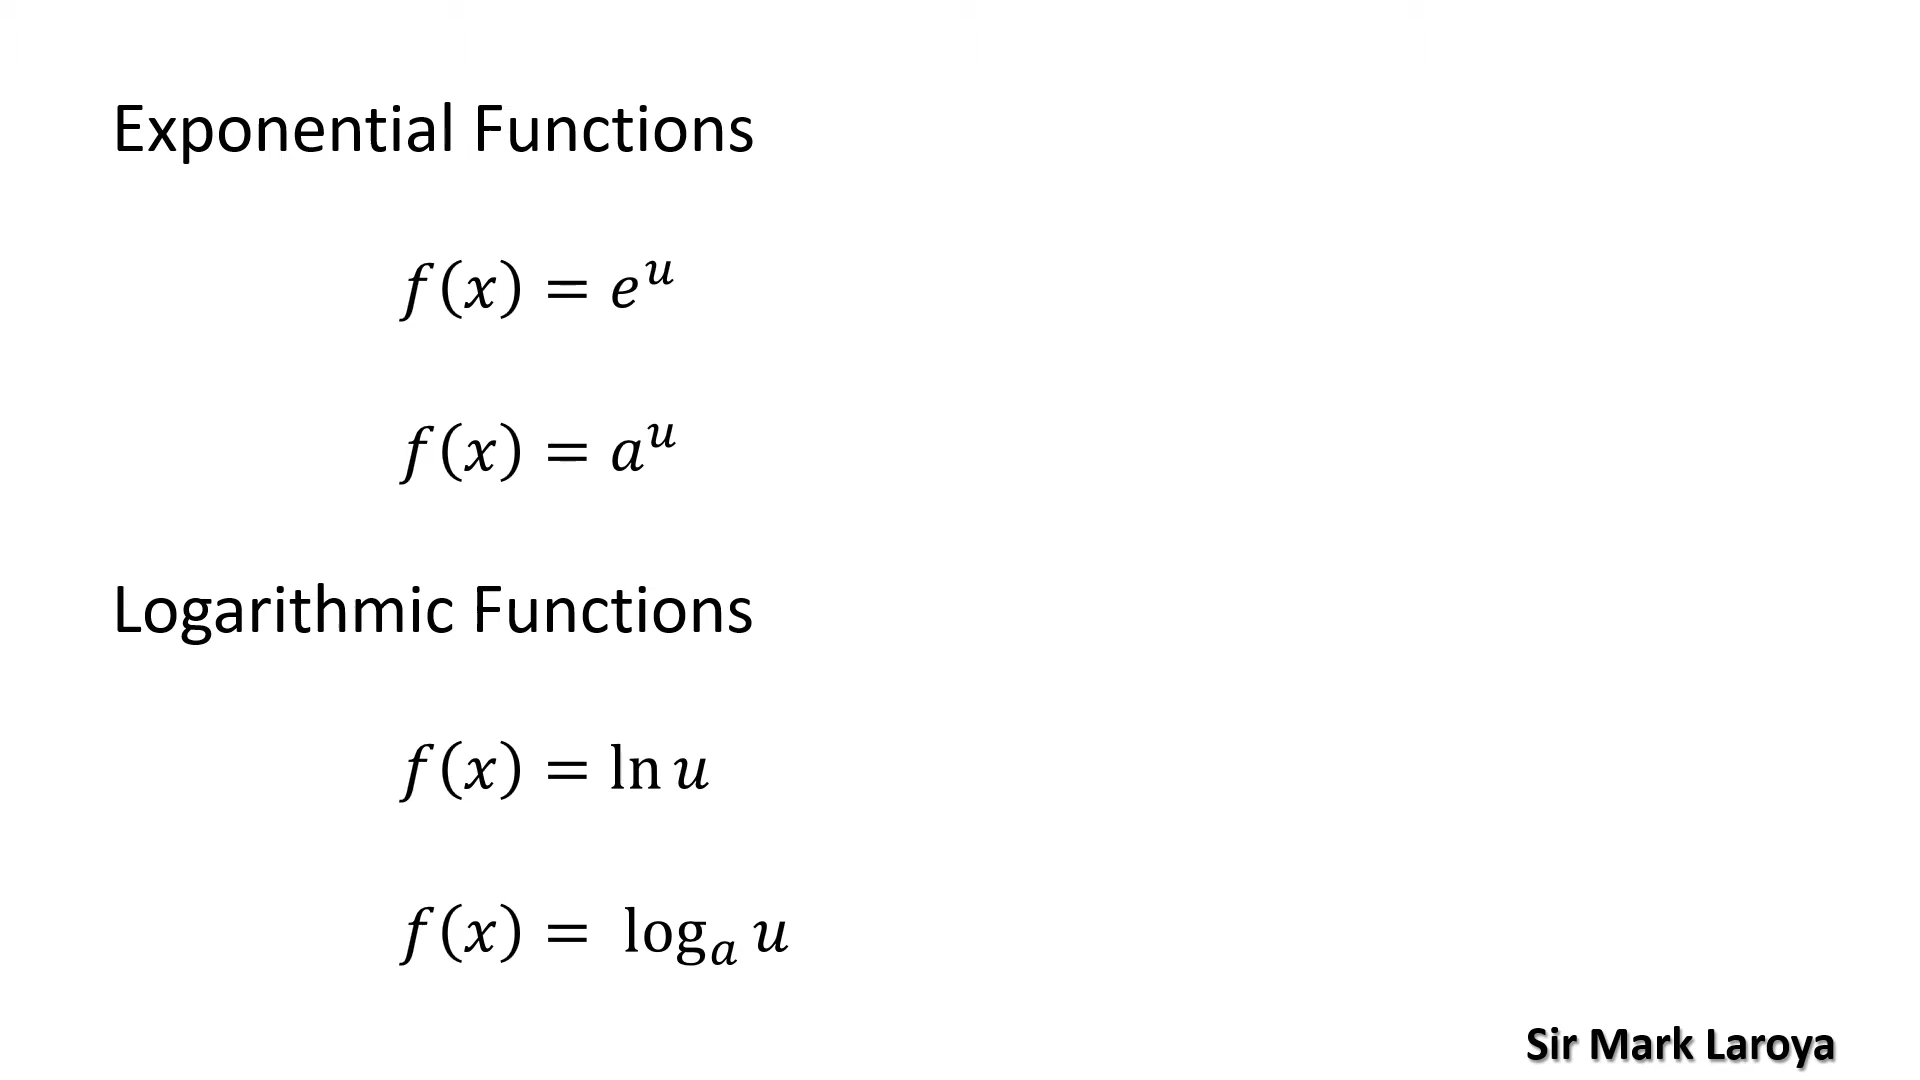 Exponential Functions
f(x) = e^u
f(x) = a^u
Logarithmic Functions
f(x) = ln u
f(x) = log_a u
Sir Mark Laroya